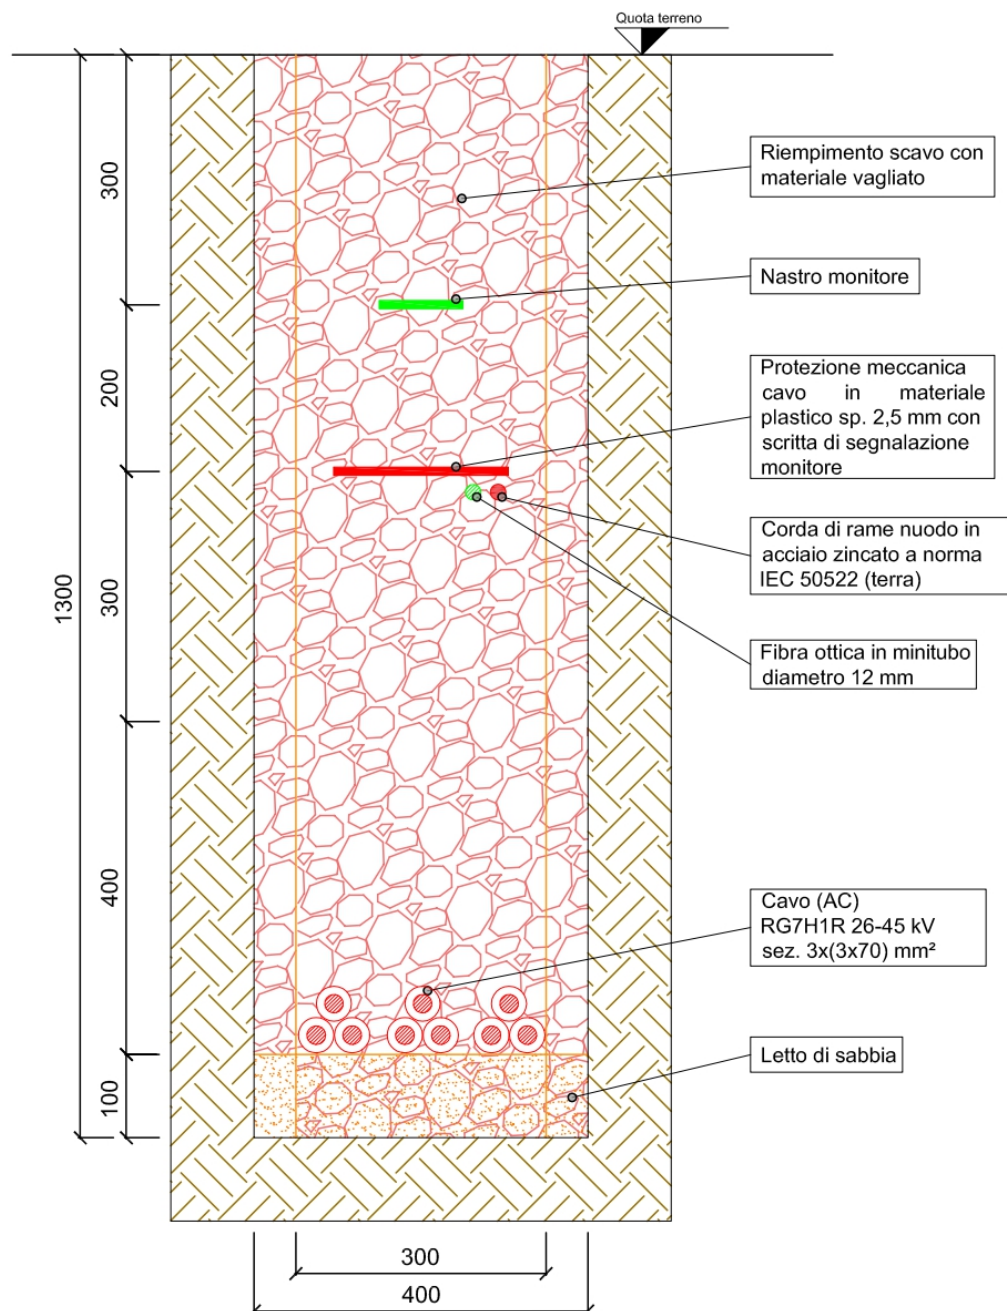 Quota terreno
Riempimento scavo con
materiale vagliato
Nastro monitore
Protezione meccanica
cavo in materiale
plastico sp. 2,5 mm con
scritta di segnalazione
monitore
Corda di rame nuodo in
acciaio zincato a norma
IEC 50522 (terra)
Fibra ottica in minitubo
diametro 12 mm
Cavo (AC)
RG7H1R 26-45 kV
sez. 3x(3x70) mm²
Letto di sabbia
1300
300
200
300
400
100
300
400